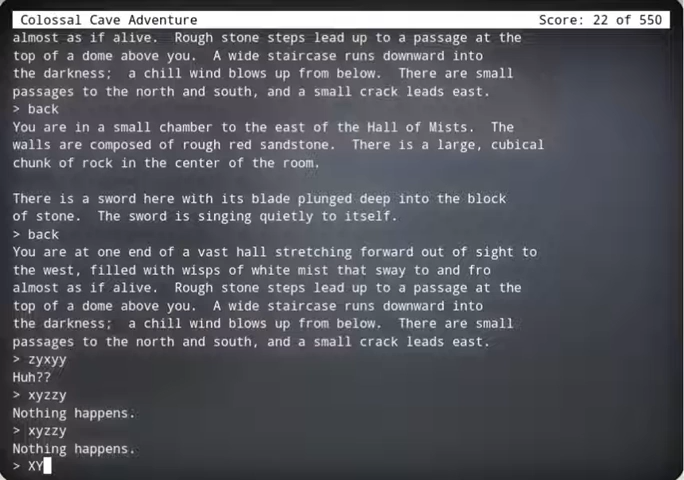 Colossal Cave Adventure Score: 22 of 550
almost as if alive. Rough stone steps lead up to a passage at the
top of a dome above you. A wide staircase runs downward into
the darkness; a chill wind blows up from below. There are small
passages to the north and south, and a small crack leads east.
> back
You are in a small chamber to the east of the Hall of Mists. The
walls are composed of rough red sandstone. There is a large, cubical
chunk of rock in the center of the room.
There is a sword here with its blade plunged deep into the block
of stone. The sword is singing quietly to itself.
> back
You are at one end of a vast hall stretching forward out of sight to
the west, filled with wisps of white mist that sway to and fro
almost as if alive. Rough stone steps lead up to a passage at the
top of a dome above you. A wide staircase runs downward into
the darkness; a chill wind blows up from below. There are small
passages to the north and south, and a small crack leads east.
> zyxyy
Huh??
> xyzzy
Nothing happens.
> xyzzy
Nothing happens.
> XY